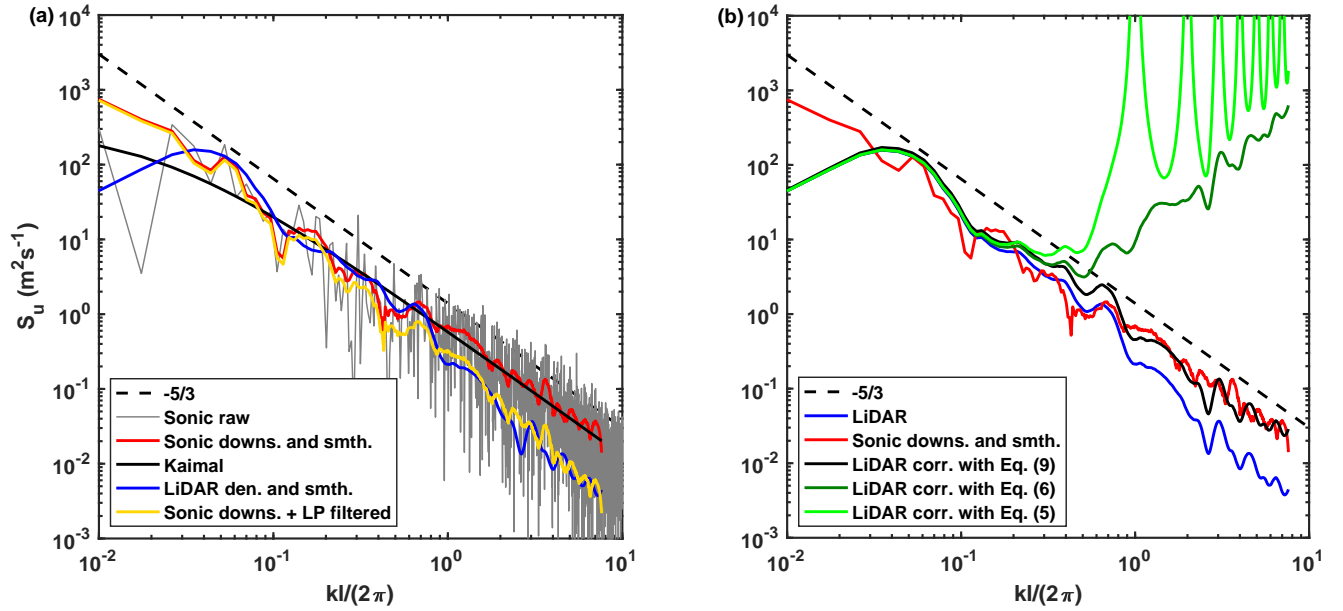 (a)
10^4
10^3
10^2
10^1
10^0
10^-1
10^-2
10^-3
S_u (m^2s^-1)
-5/3
Sonic raw
Sonic downs. and smth.
Kaimal
LiDAR den. and smth.
Sonic downs. + LP filtered
10^-2
10^-1
10^0
10^1
kl/(2π)
(b)
10^4
10^3
10^2
10^1
10^0
10^-1
10^-2
10^-3
-5/3
LiDAR
Sonic downs. and smth.
LiDAR corr. with Eq. (9)
LiDAR corr. with Eq. (6)
LiDAR corr. with Eq. (5)
10^-2
10^-1
10^0
10^1
kl/(2π)